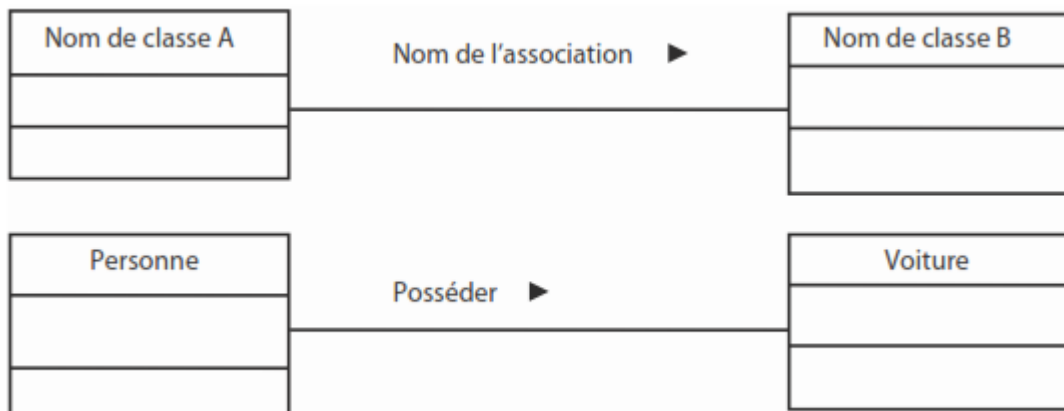 Nom de classe A
Nom de l'association ►
Nom de classe B
Personne
Posséder ►
Voiture